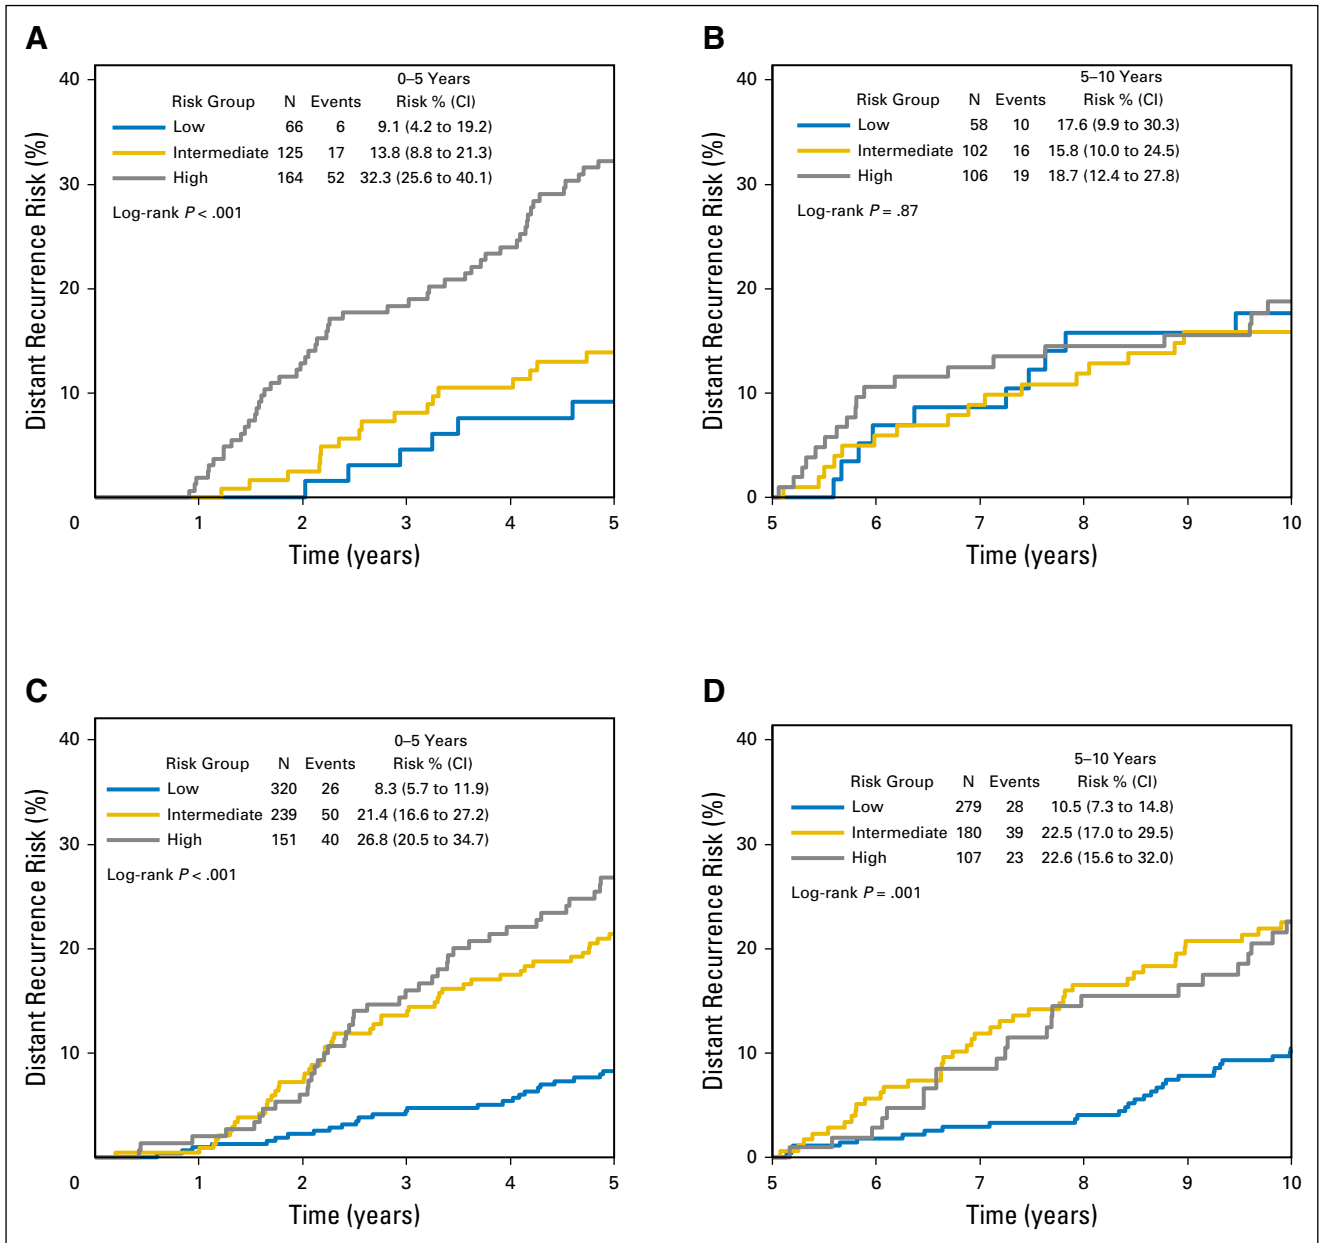 A
Distant Recurrence Risk (%)
40
30
20
10
0–5 Years
Risk Group N Events Risk % (CI)
Low 66 6 9.1 (4.2 to 19.2)
Intermediate 125 17 13.8 (8.8 to 21.3)
High 164 52 32.3 (25.6 to 40.1)
Log-rank P < .001
0 1 2 3 4 5
Time (years)
B
Distant Recurrence Risk (%)
40
30
20
10
0
5–10 Years
Risk Group N Events Risk % (CI)
Low 58 10 17.6 (9.9 to 30.3)
Intermediate 102 16 15.8 (10.0 to 24.5)
High 106 19 18.7 (12.4 to 27.8)
Log-rank P = .87
5 6 7 8 9 10
Time (years)
C
Distant Recurrence Risk (%)
40
30
20
10
0–5 Years
Risk Group N Events Risk % (CI)
Low 320 26 8.3 (5.7 to 11.9)
Intermediate 239 50 21.4 (16.6 to 27.2)
High 151 40 26.8 (20.5 to 34.7)
Log-rank P < .001
0 1 2 3 4 5
Time (years)
D
Distant Recurrence Risk (%)
40
30
20
10
0
5–10 Years
Risk Group N Events Risk % (CI)
Low 279 28 10.5 (7.3 to 14.8)
Intermediate 180 39 22.5 (17.0 to 29.5)
High 107 23 22.6 (15.6 to 32.0)
Log-rank P = .001
5 6 7 8 9 10
Time (years)